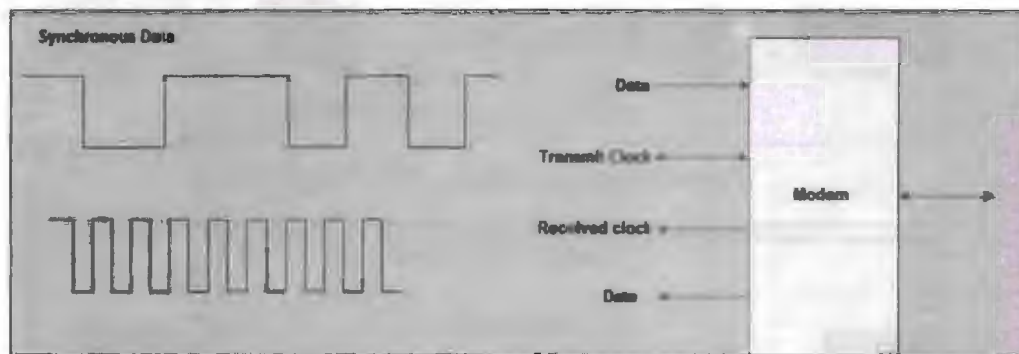 Synchronous Data
Data
Transmit Clock
Modem
Received clock
Data